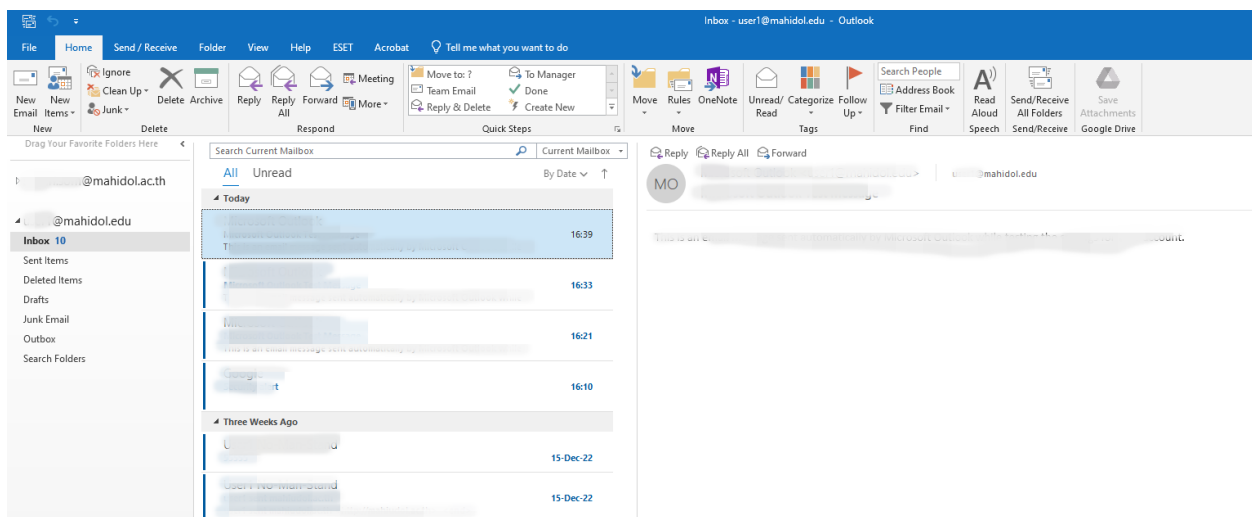 Inbox - user1@mahidol.edu - Outlook
File Home Send / Receive Folder View Help ESET Acrobat Tell me what you want to do
New Email
New Items
Ignore
Clean Up
Junk
Delete
Archive
Reply
Reply All
Forward
Meeting
More
Move to: ?
Team Email
Reply & Delete
To Manager
Done
Create New
Move
Rules
OneNote
Unread/ Read
Categorize
Follow Up
Search People
Address Book
Filter Email
Read Aloud
Send/Receive All Folders
Save Attachments
New Delete Respond Quick Steps Move Tags Find Speech Send/Receive Google Drive
Drag Your Favorite Folders Here
@mahidol.ac.th
@mahidol.edu
Inbox 10
Sent Items
Deleted Items
Drafts
Junk Email
Outbox
Search Folders
Search Current Mailbox Current Mailbox
All Unread By Date
Today
16:39
16:33
16:21
16:10
Three Weeks Ago
15-Dec-22
15-Dec-22
Reply Reply All Forward
MO
@mahidol.edu